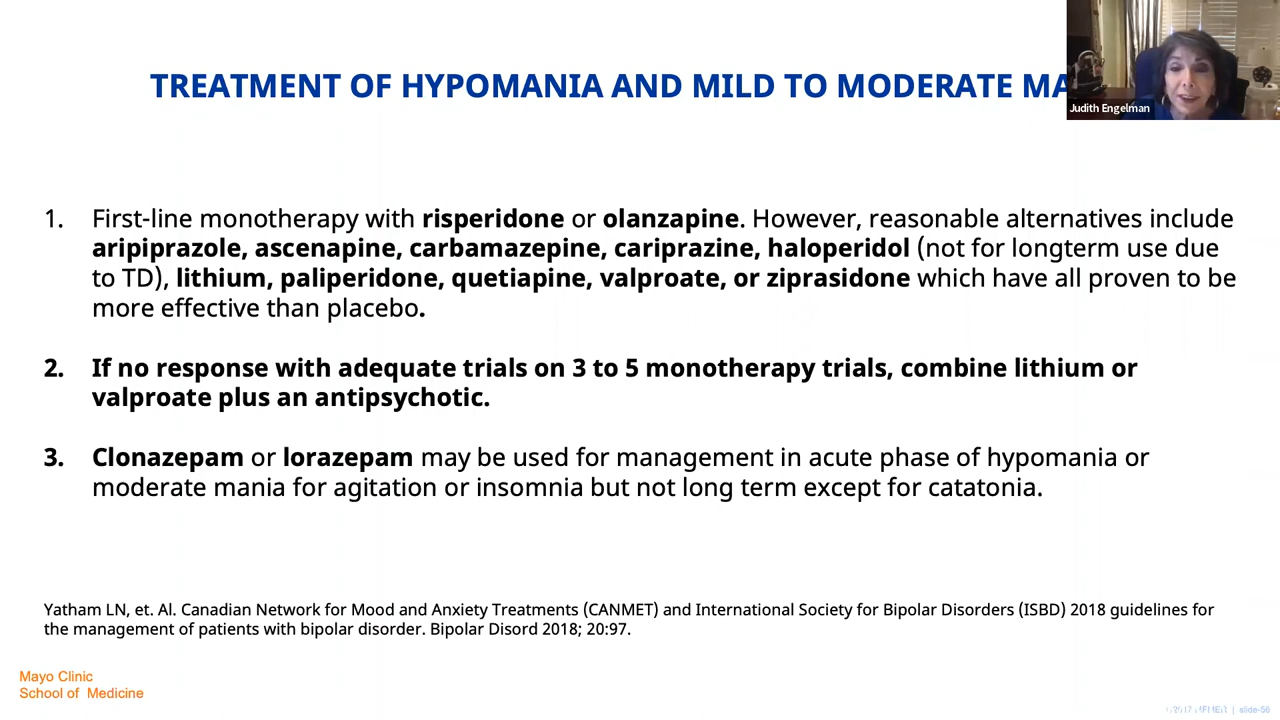 TREATMENT OF HYPOMANIA AND MILD TO MODERATE
Judith Engelman
1. First-line monotherapy with risperidone or olanzapine. However, reasonable alternatives include
aripiprazole, ascenapine, carbamazepine, cariprazine, haloperidol (not for longterm use due
to TD), lithium, paliperidone, quetiapine, valproate, or ziprasidone which have all proven to be
more effective than placebo.
2. If no response with adequate trials on 3 to 5 monotherapy trials, combine lithium or
valproate plus an antipsychotic.
3. Clonazepam or lorazepam may be used for management in acute phase of hypomania or
moderate mania for agitation or insomnia but not long term except for catatonia.
Yatham LN, et. Al. Canadian Network for Mood and Anxiety Treatments (CANMET) and International Society for Bipolar Disorders (ISBD) 2018 guidelines for
the management of patients with bipolar disorder. Bipolar Disord 2018; 20:97.
Mayo Clinic
School of Medicine
| slide-56